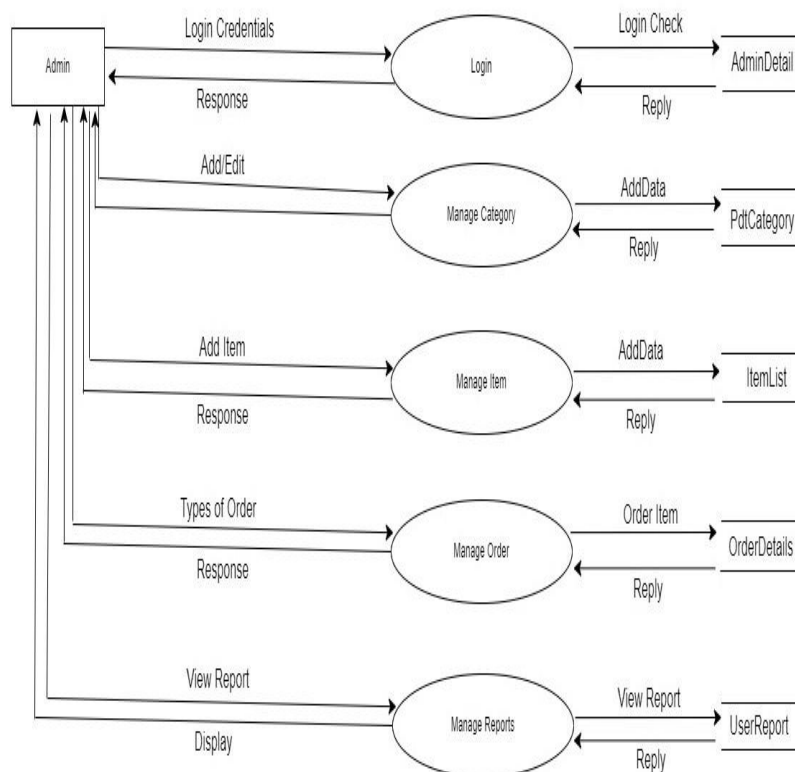 Login Credentials
Login Check
Admin
Login
AdminDetail
Response
Reply
Add/Edit
AddData
Manage Category
PdtCategory
Reply
Add Item
AddData
Manage Item
ItemList
Response
Reply
Types of Order
Order Item
Manage Order
OrderDetails
Response
Reply
View Report
View Report
Manage Reports
UserReport
Display
Reply